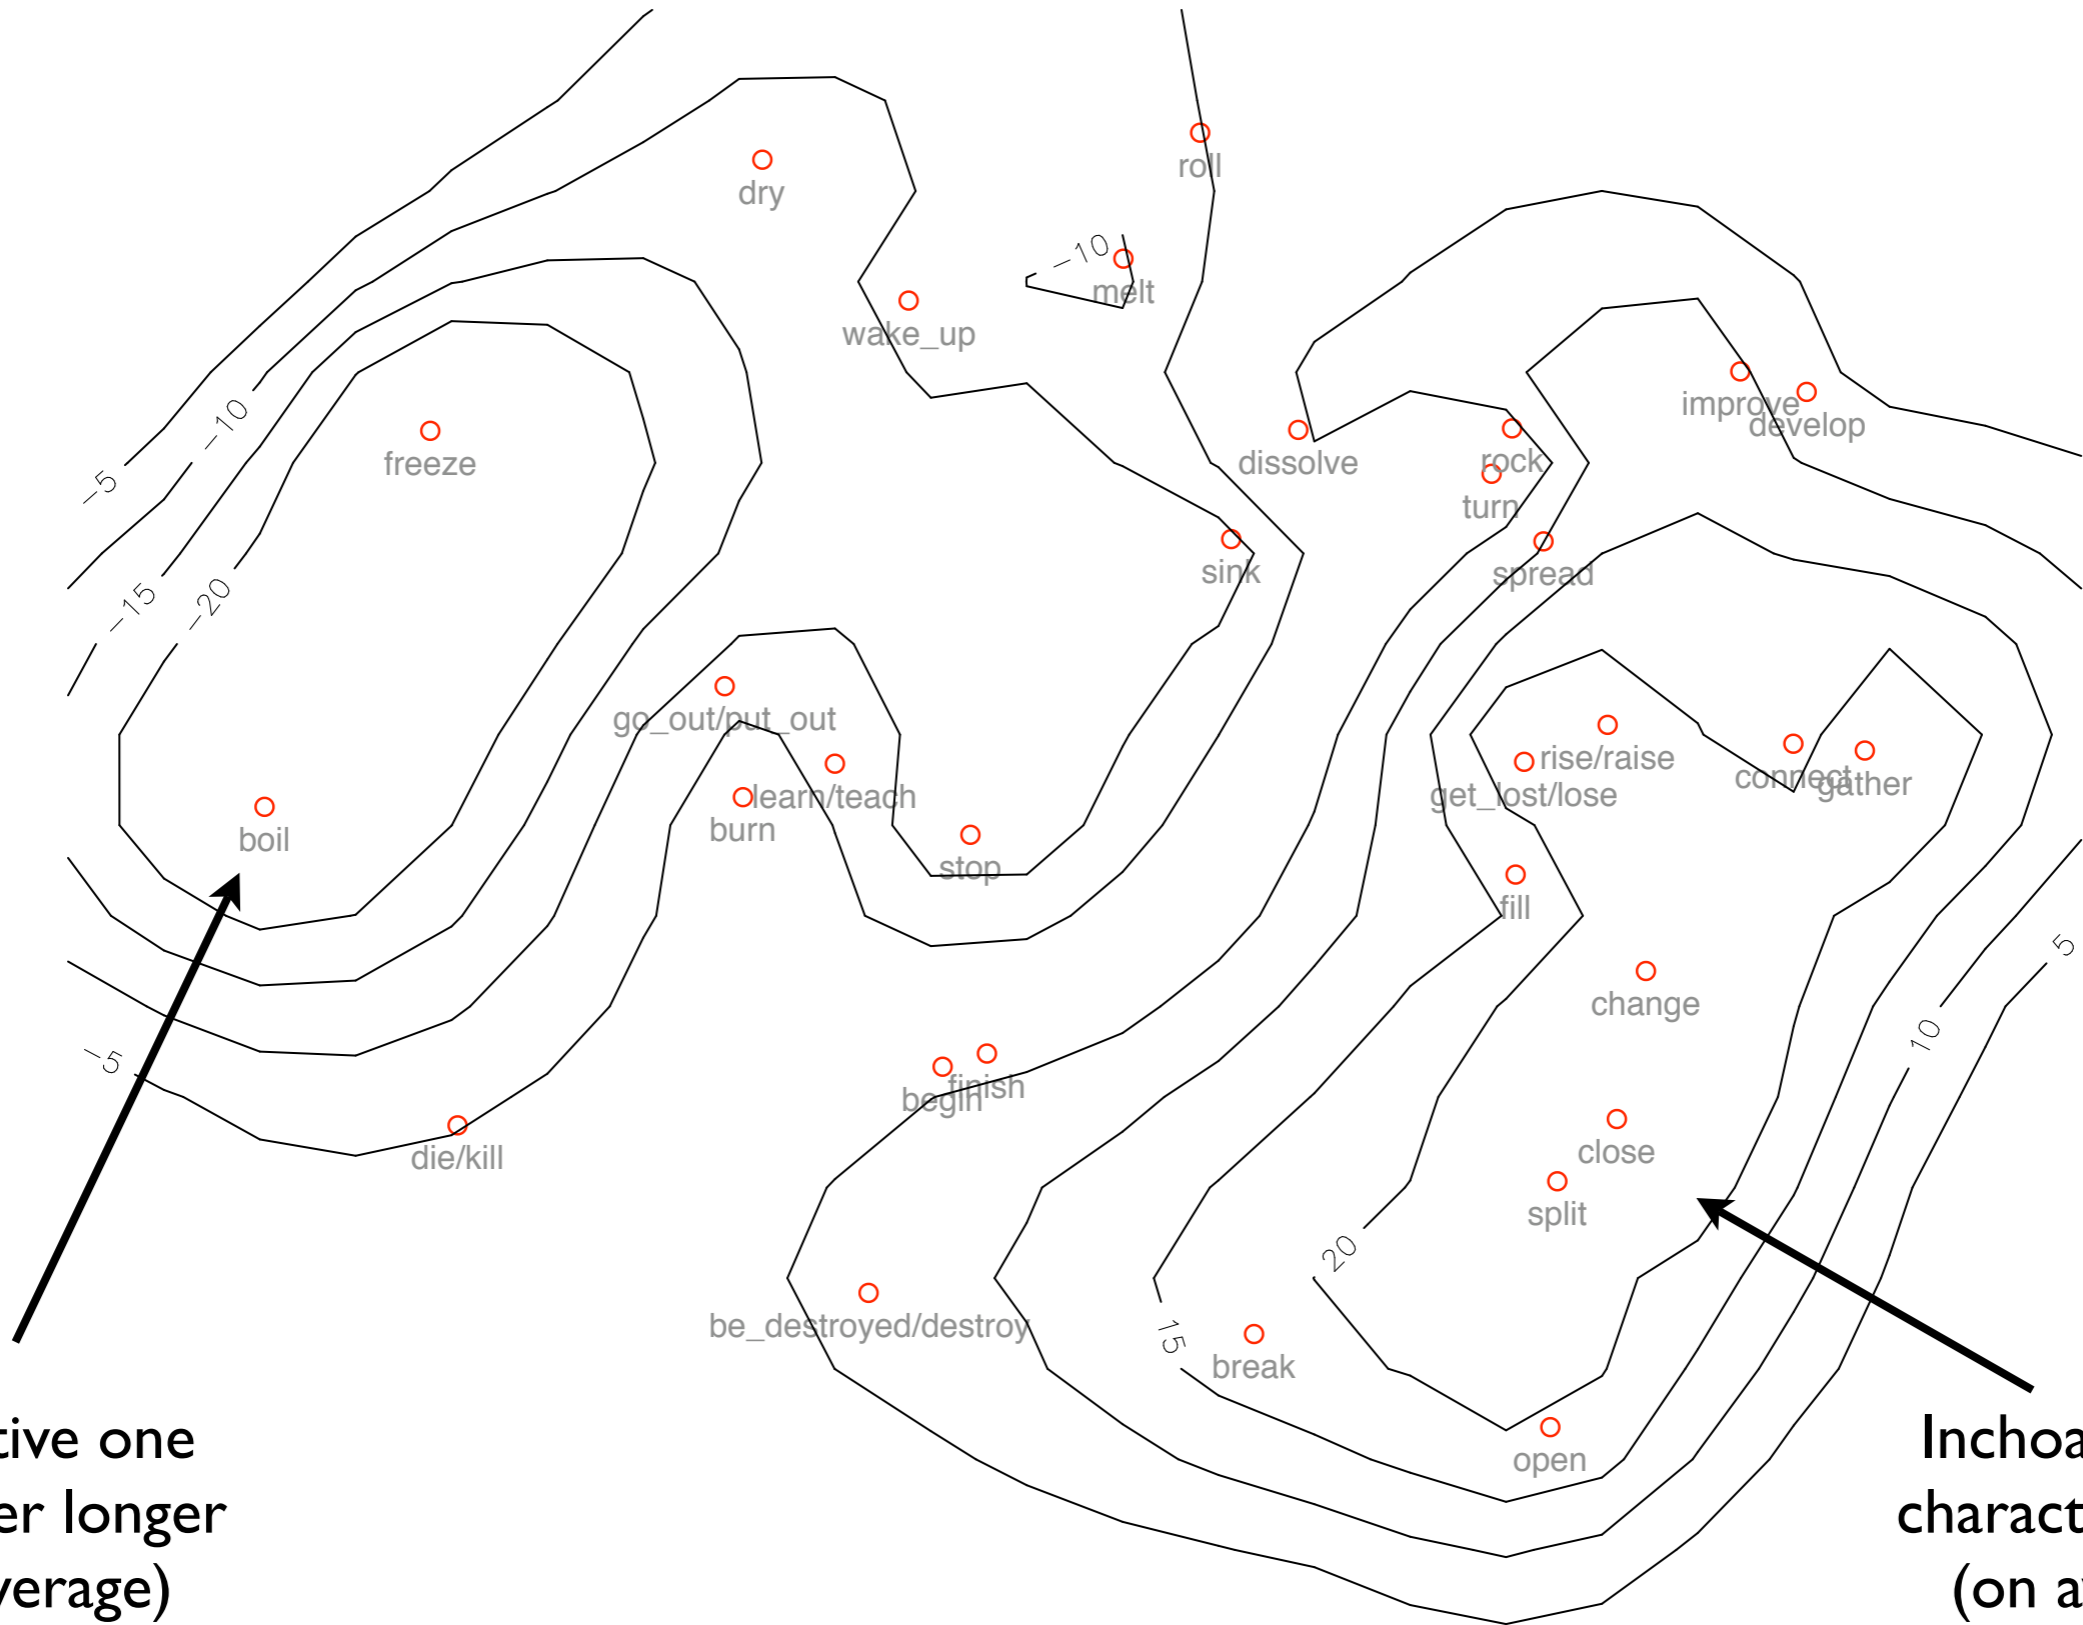 roll
dry
−10
melt
wake_up
improve
develop
−10
freeze
dissolve
rock
−5
turn
sink
spread
−15
−20
go_out/put_out
rise/raise
connect
gather
learn/teach
get_lost/lose
burn
boil
stop
fill
5
change
10
−5
finish
begin
die/kill
close
split
20
be_destroyed/destroy
15
break
open
tive one
er longer
verage)
Inchoa
charact
(on a